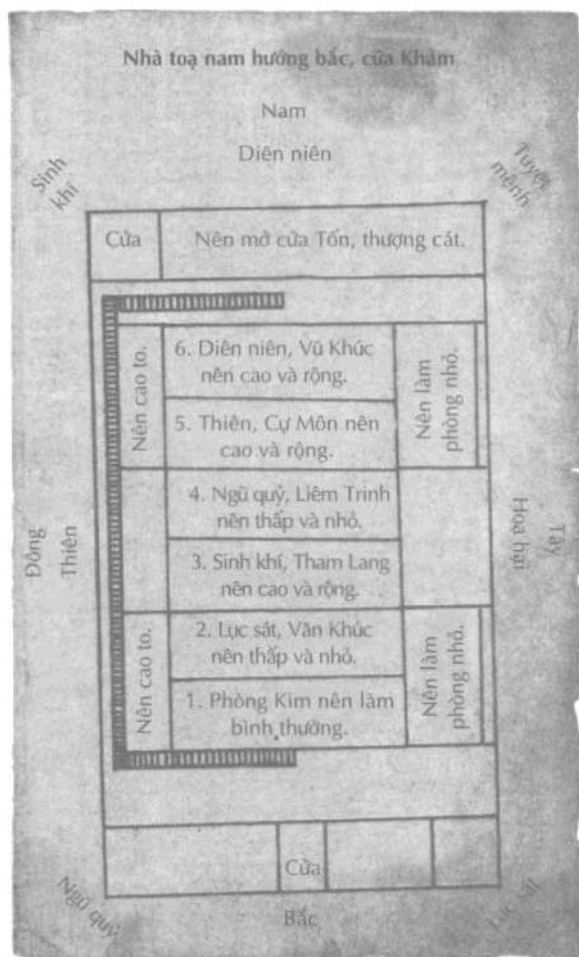 Nhà toạ nam hướng bắc, cửa Khảm
Nam
Diên niên
Sinh
khí
Tuyệt
mệnh
Cửa
Nên mở cửa Tốn, thượng cát.
Nên cao to.
6. Diên niên, Vũ Khúc
nên cao và rộng.
Nên làm
phòng nhỏ.
5. Thiên, Cự Môn nên
cao và rộng.
4. Ngũ quỷ, Liêm Trinh
nên thấp và nhỏ.
Đông
Thiên
Tây
Hoạ hại
3. Sinh khí, Tham Lang
nên cao và rộng.
Nên cao to.
2. Lục sát, Văn Khúc
nên thấp và nhỏ.
Nên làm
phòng nhỏ.
1. Phòng Kim nên làm
bình thường.
Cửa
Ngũ quỷ
Bắc
Lục sát